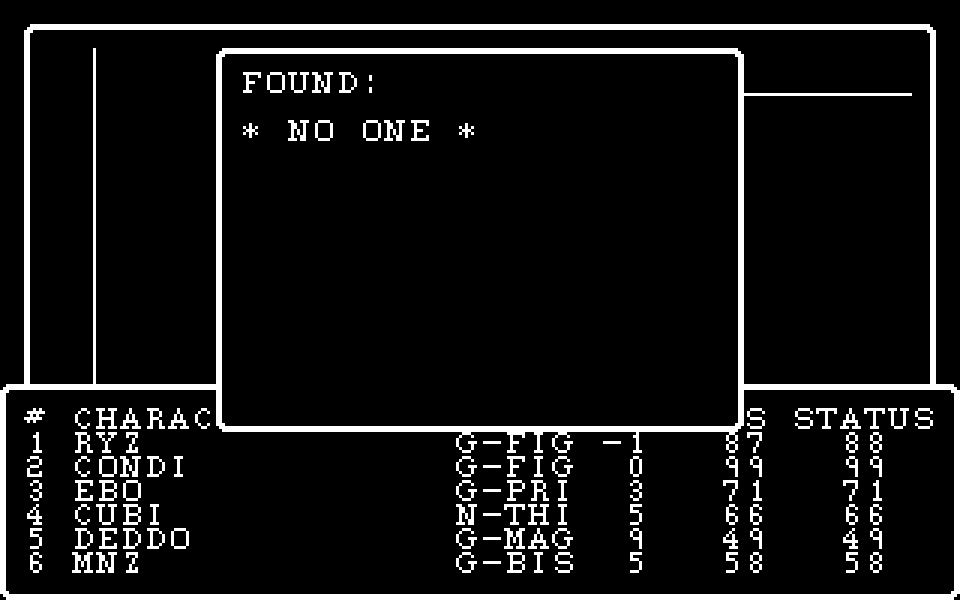 FOUND:
* NO ONE *
# CHARAC S STATUS
1 RYZ G-FIG -1 87 88
2 CONDI G-FIG 0 99 99
3 EBO G-PRI 3 71 71
4 CUBI N-THI 5 66 66
5 DEDDO G-MAG 9 49 49
6 MNZ G-BIS 5 58 58